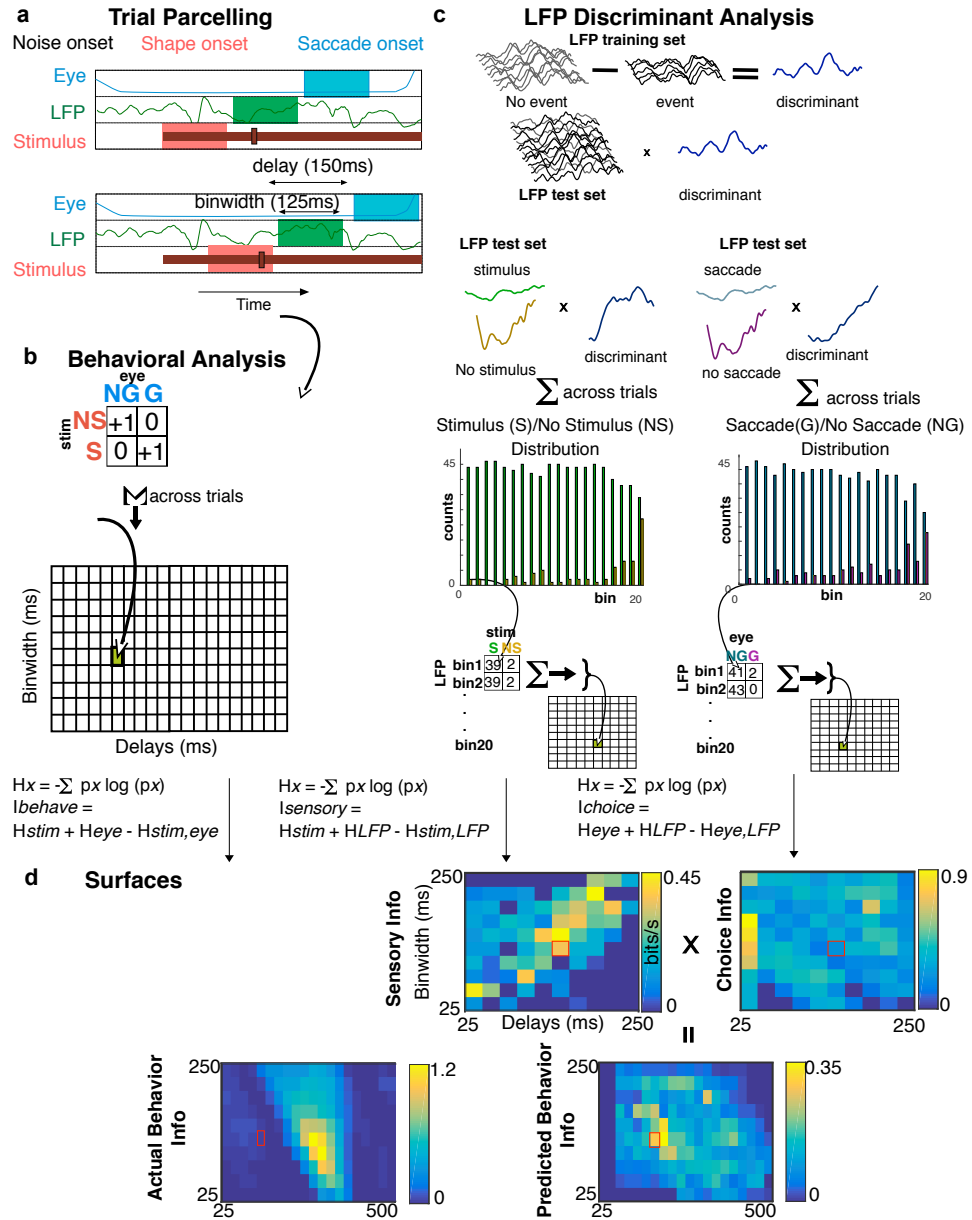 a
Trial Parcelling
Noise onset Shape onset Saccade onset
Eye
LFP
Stimulus
delay (150ms)
Eye
binwidth (125ms)
LFP
Stimulus
Time
b
Behavioral Analysis
eye
NG G
stim
NS +1 0
S 0 +1
across trials
Binwidth (ms)
Delays (ms)
Hx = -Σ px log (px)
Ibehave =
Hstim + Heye - Hstim,eye
c
LFP Discriminant Analysis
LFP training set
No event event discriminant
x
LFP test set discriminant
LFP test set
stimulus
x
No stimulus discriminant
Σ across trials
Stimulus (S)/No Stimulus (NS)
Distribution
45
counts
0
0 bin 20
stim
S NS
LFP
bin1 39 2
bin2 39 2
Σ }
.
.
.
bin20
Hx = -Σ px log (px)
Isensory =
Hstim + HLFP - Hstim,LFP
LFP test set
saccade
x
no saccade discriminant
Σ across trials
Saccade(G)/No Saccade (NG)
Distribution
45
counts
0
0 bin 20
eye
NG G
LFP
bin1 41 2
bin2 43 0
Σ }
.
.
.
bin20
Hx = -Σ px log (px)
Ichoice =
Heye + HLFP - Heye,LFP
d
Surfaces
Sensory Info
Binwidth (ms)
250
25
25 Delays (ms) 250
0.45
bits/s
0
X
Choice Info
25 250
0.9
0
=
Actual Behavior
Info
250
25
25 500
1.2
0
Predicted Behavior
Info
250
25
25 500
0.35
0